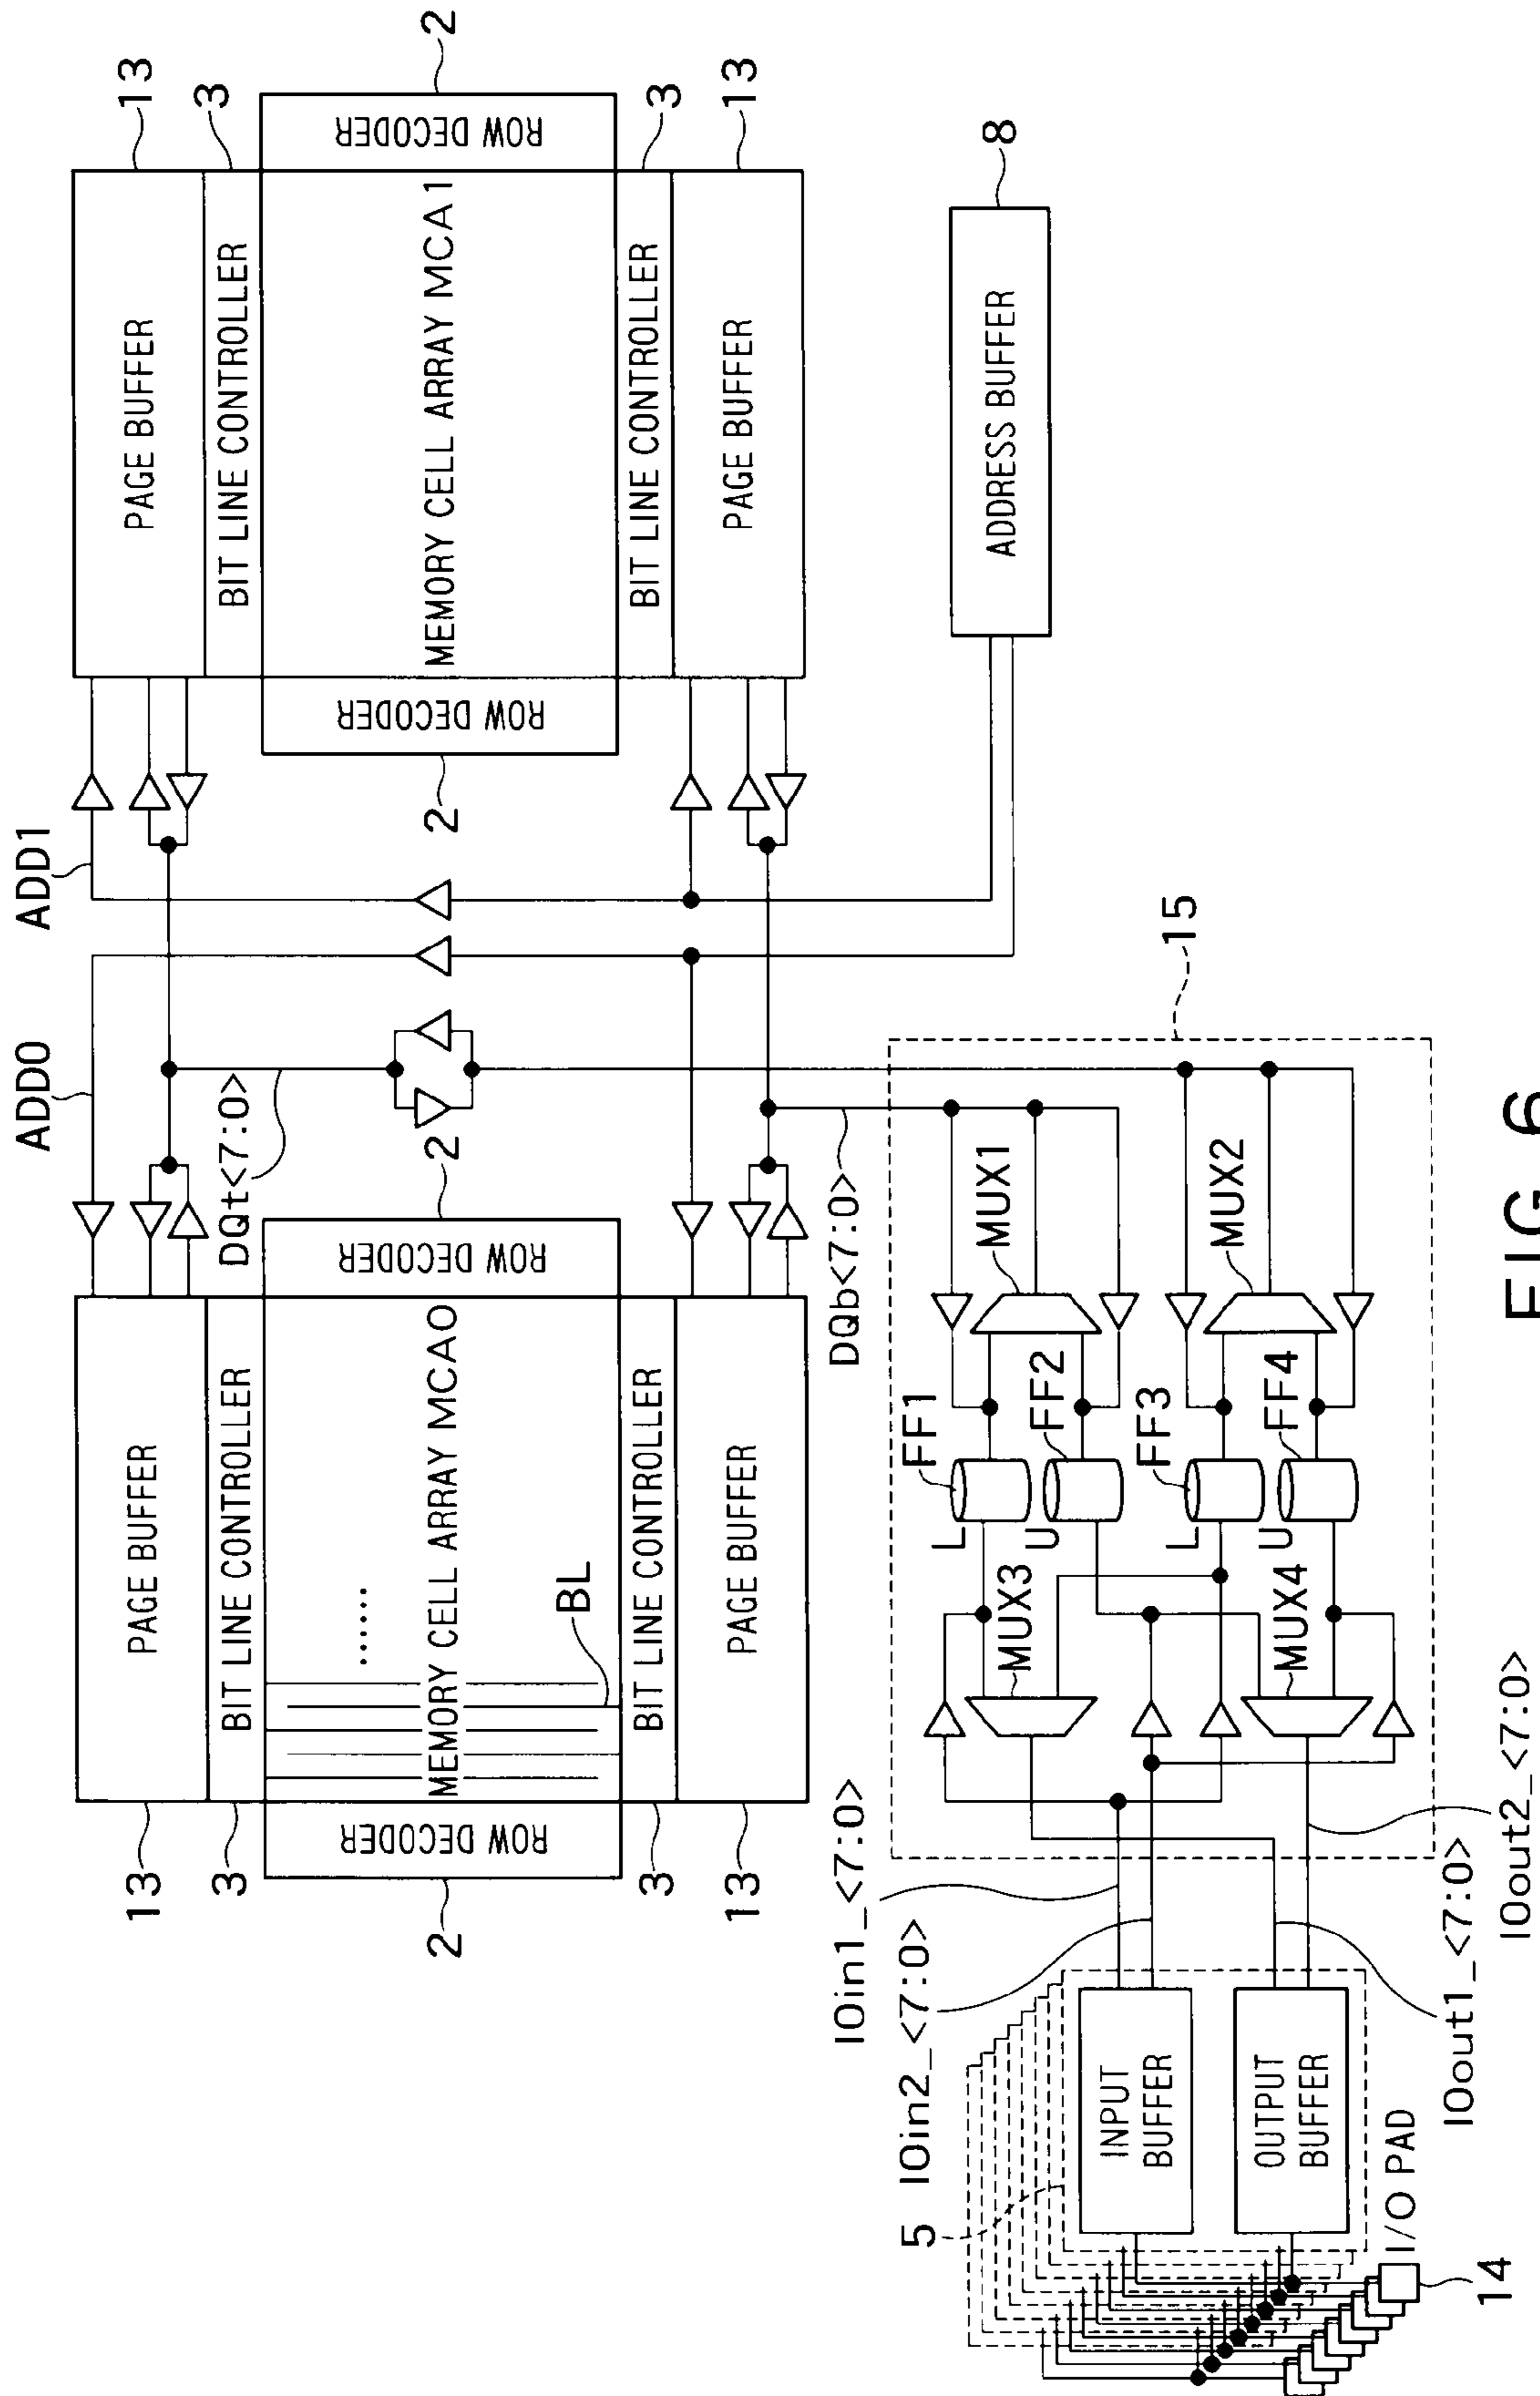 13
PAGE BUFFER
3
BIT LINE CONTROLLER
2
ROW DECODER
MEMORY CELL ARRAY MCA0
......
BL
ROW DECODER
2
3
BIT LINE CONTROLLER
13
PAGE BUFFER
ADD0
ADD1
DQt<7:0>
DQb<7:0>
13
PAGE BUFFER
3
BIT LINE CONTROLLER
2
ROW DECODER
MEMORY CELL ARRAY MCA1
ROW DECODER
2
3
BIT LINE CONTROLLER
13
PAGE BUFFER
8
ADDRESS BUFFER
IOin1_<7:0>
IOin2_<7:0>
5
INPUT
BUFFER
OUTPUT
BUFFER
I/O PAD
14
IOout1_<7:0>
IOout2_<7:0>
15
MUX3
MUX4
L
FF1
U
FF2
L
FF3
U
FF4
MUX1
MUX2
FIG. 6